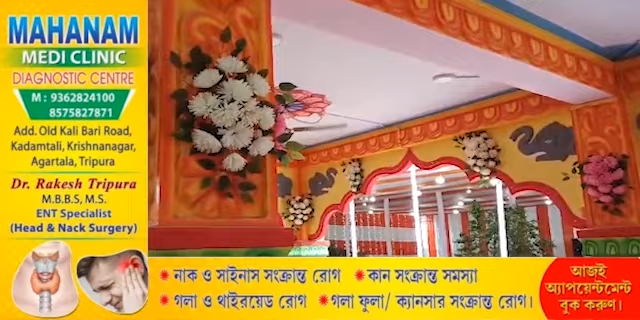 MAHANAM
MEDI CLINIC
DIAGNOSTIC CENTRE
M : 9362824100
8575827871
Add. Old Kali Bari Road,
Kadamtali, Krishnanagar,
Agartala, Tripura
Dr. Rakesh Tripura
M.B.B.S, M.S.
ENT Specialist
(Head & Nack Surgery)
* নাক ও সাইনাস সংক্রান্ত রোগ * কান সংক্রান্ত সমস্যা
* গলা ও থাইরয়েড রোগ * গলা ফুলা/ ক্যানসার সংক্রান্ত রোগ।
আজই
অ্যাপয়েন্টমেন্ট
বুক করুণ।